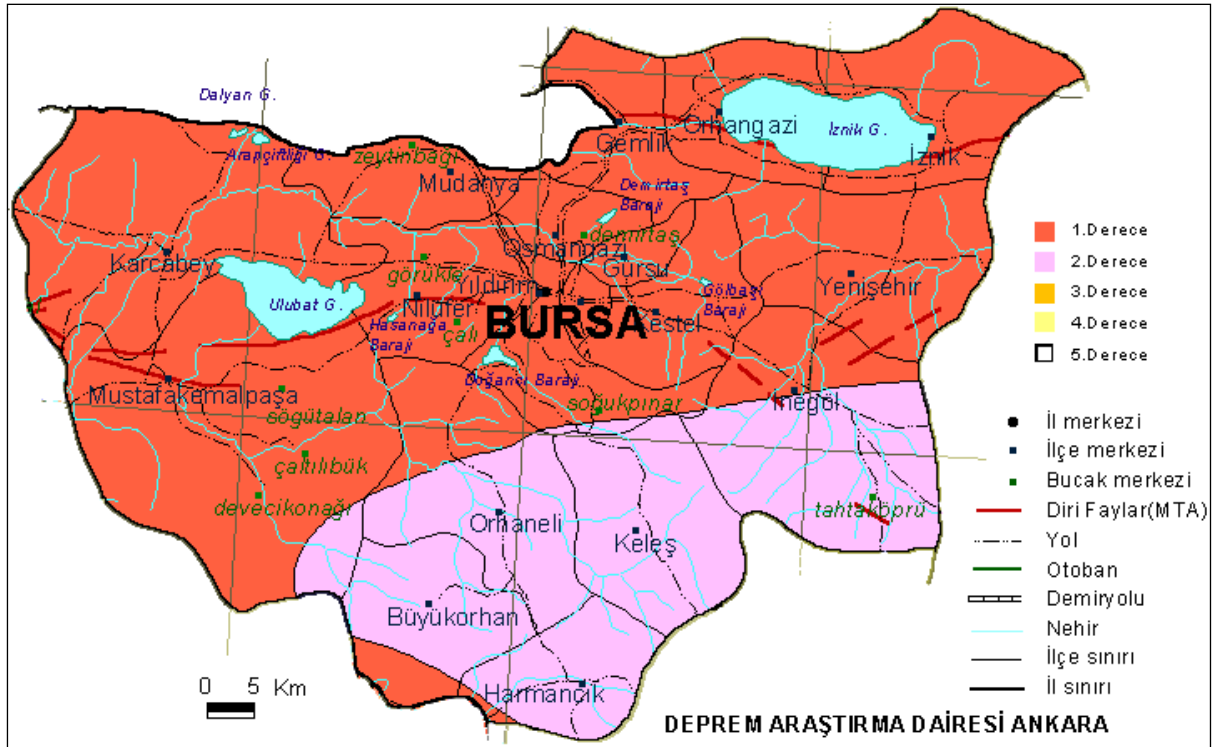 Dalyan G.
Arapçiftliği G.
zeytinbağı
Mudanya
Gemlik
Orhangazi
İznik G.
İznik
Demirtaş
Barajı
Osmangazi
demirtaş
Karcabey
görükle
Gürsu
Ulubat G.
Yıldırım
Nilüfer
Gölbaşı
Barajı
Yenişehir
Hasanağa
Barajı
çalı
BURSA
Kestel
Doğancı Barajı
Mustafakemalpaşa
söğütalan
soğukpınar
İnegöl
çaltılıbük
devecikonağı
Orhaneli
Keleş
tahtaköprü
Büyükorhan
Harmançık
0 5 Km
1.Derece
2.Derece
3.Derece
4.Derece
5.Derece
İl merkezi
İlçe merkezi
Bucak merkezi
Diri Faylar(MTA)
Yol
Otoban
Demiryolu
Nehir
İlçe sınırı
İl sınırı
DEPREM ARAŞTIRMA DAİRESİ ANKARA